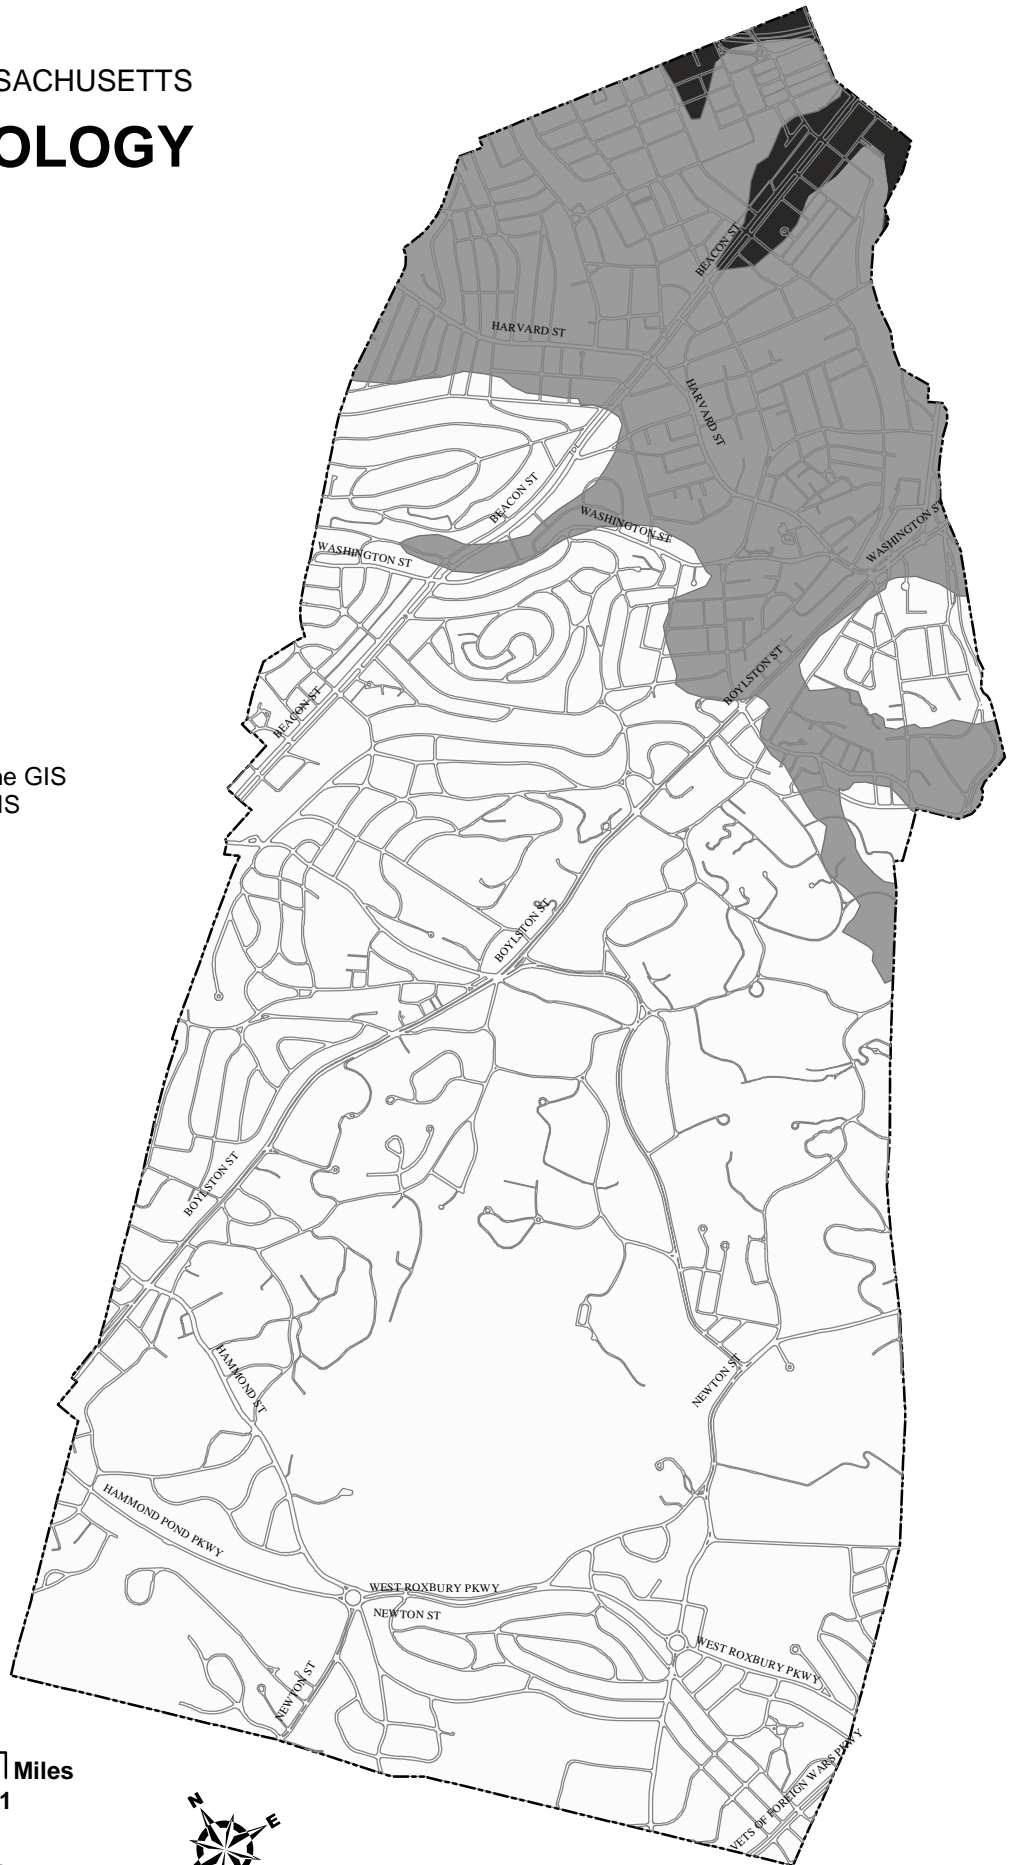 SACHUSETTS
OLOGY
BEACON ST
HARVARD ST
HARVARD ST
BEACON ST
WASHINGTON ST
WASHINGTON ST
WASHINGTON ST
BOYLSTON ST
BEACON ST
e GIS
IS
BOYLSTON ST
BOYLSTON ST
HAMMOND ST
NEWTON ST
HAMMOND POND PKWY
WEST ROXBURY PKWY
NEWTON ST
WEST ROXBURY PKWY
NEWTON ST
VETS OF FOREIGN WARS PKWY
Miles
1
N
E